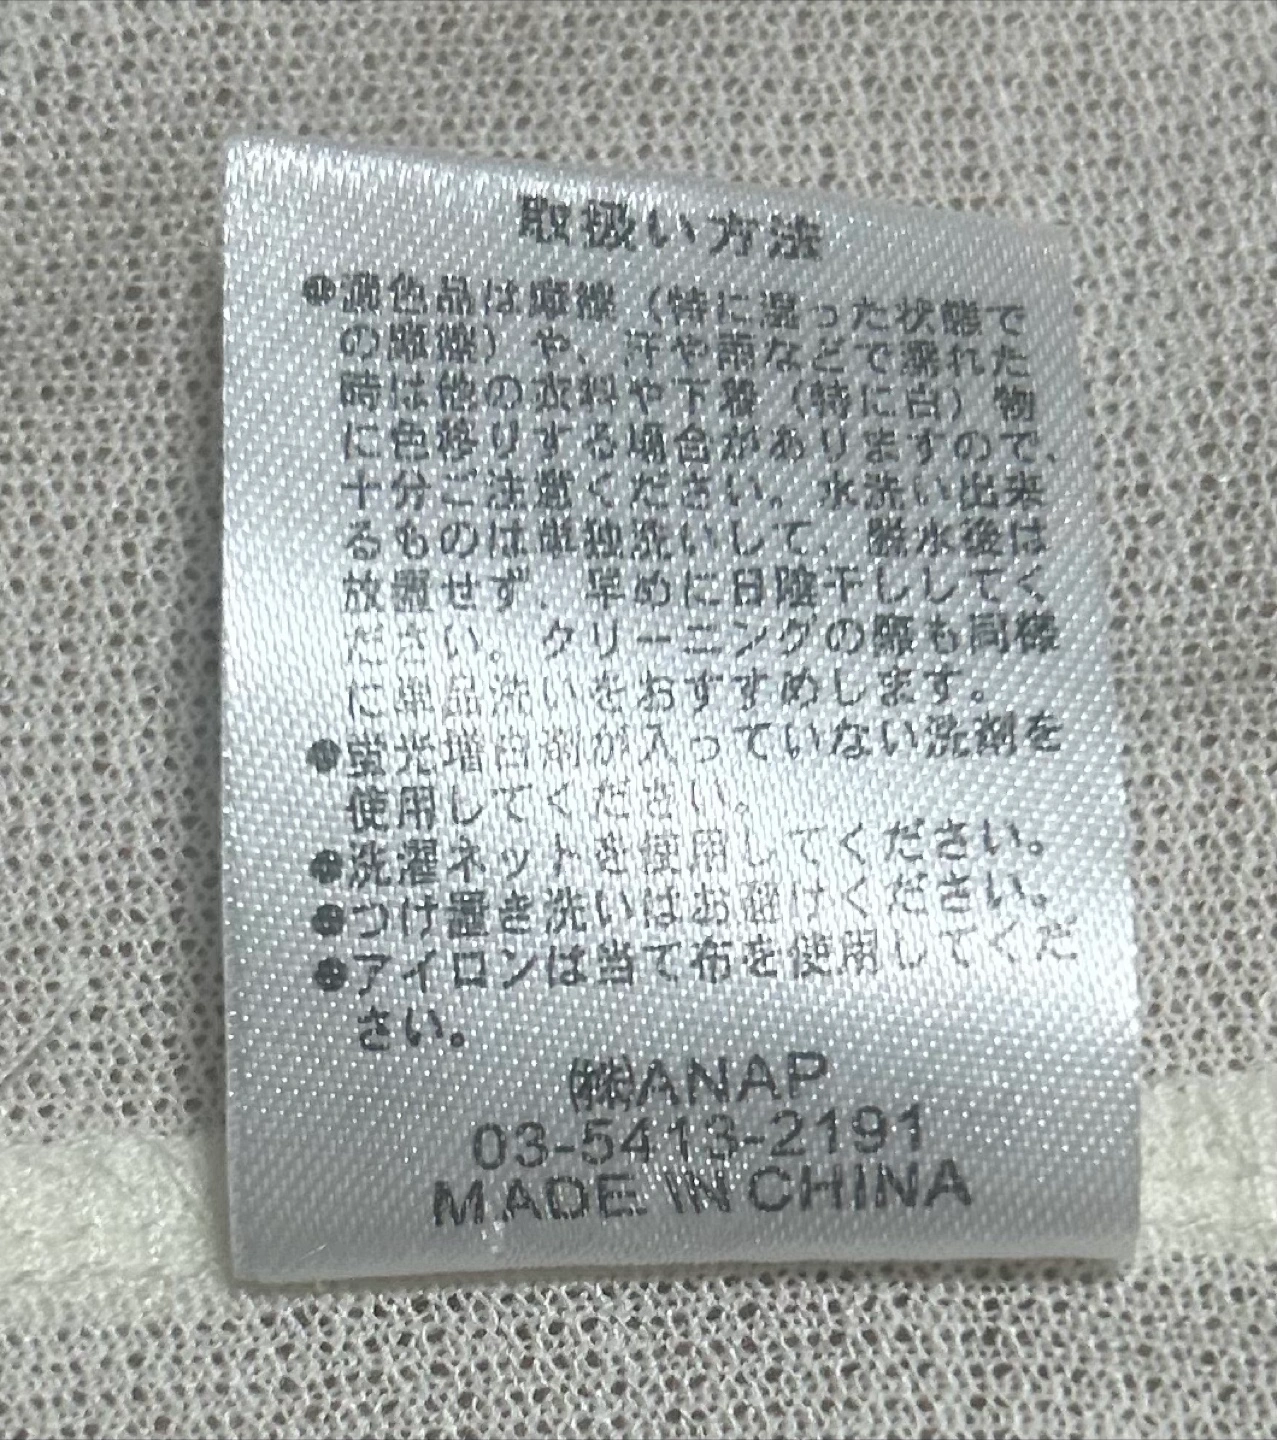 取扱い方法
●濃色品は摩擦（特に湿った状態で
の摩擦）や、汗や雨などで濡れた
時は他の衣料や下着（特に白）物
に色移りする場合がありますので、
十分ご注意ください。水洗い出来
るものは単独洗いして、脱水後は
放置せず、早めに日陰干ししてく
ださい。クリーニングの際も同様
に単品洗いをおすすめします。
●蛍光増白剤が入っていない洗剤を
使用してください。
●洗濯ネットを使用してください。
●つけ置き洗いはお避けください。
●アイロンは当て布を使用してくだ
さい。
㈱ANAP
03-5413-2191
MADE IN CHINA